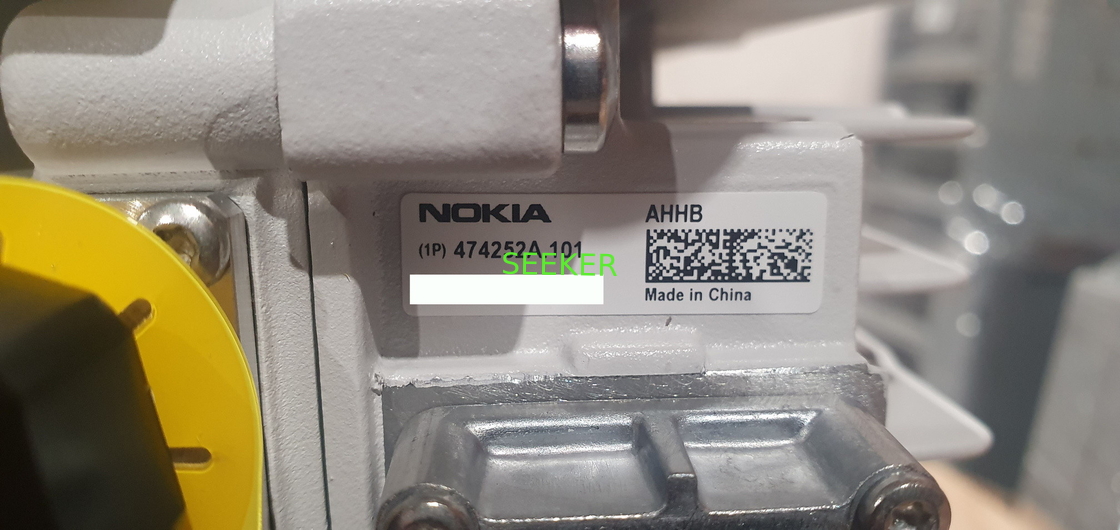 NOKIA
AHHB
(1P) 474252A.101
SEEKER
Made in China